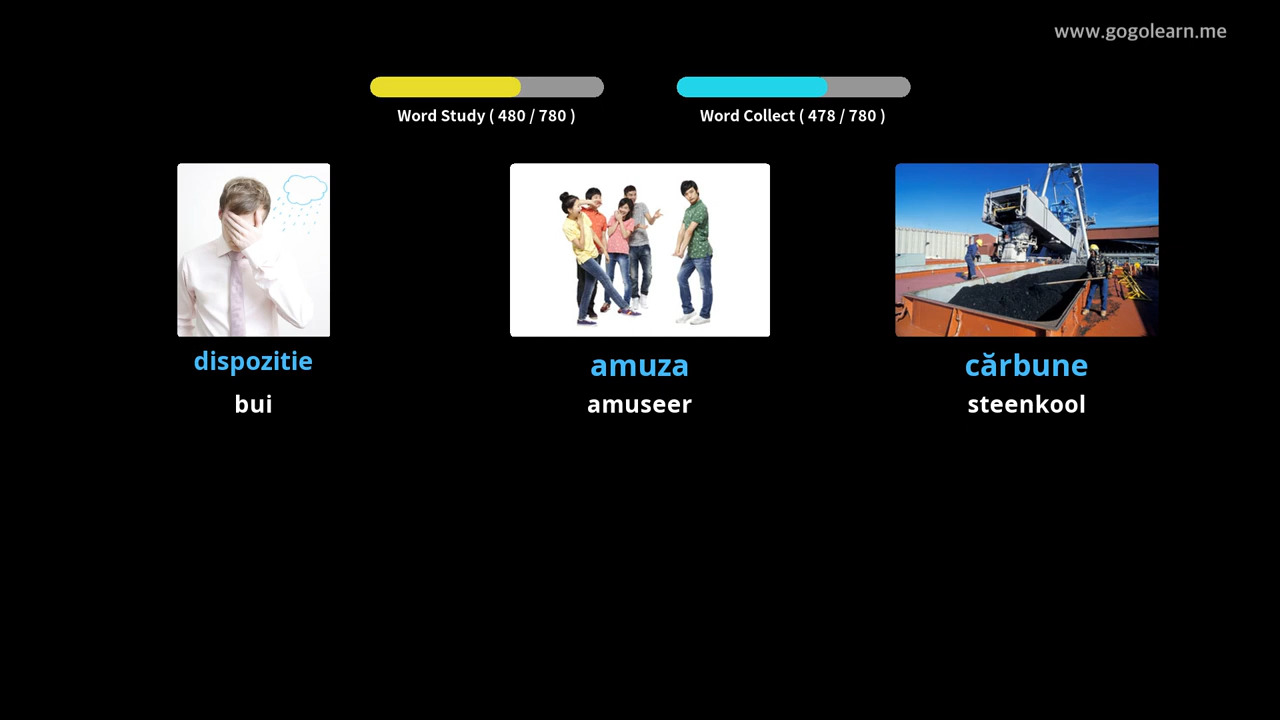 www.gogolearn.me
Word Study ( 480 / 780 )
Word Collect ( 478 / 780 )
dispozitie
amuza
cărbune
bui
amuseer
steenkool